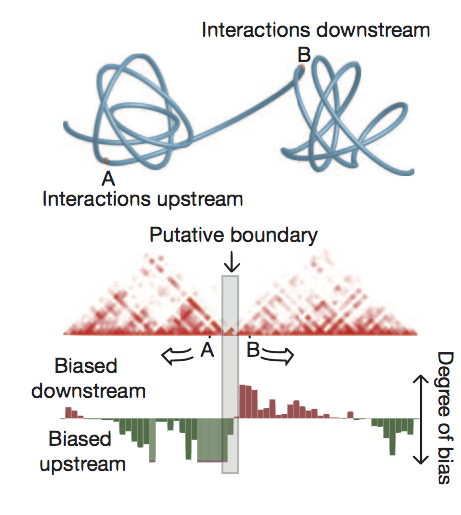 Interactions downstream
B
A
Interactions upstream
Putative boundary
A B
Biased
downstream
Biased
upstream
Degree of bias